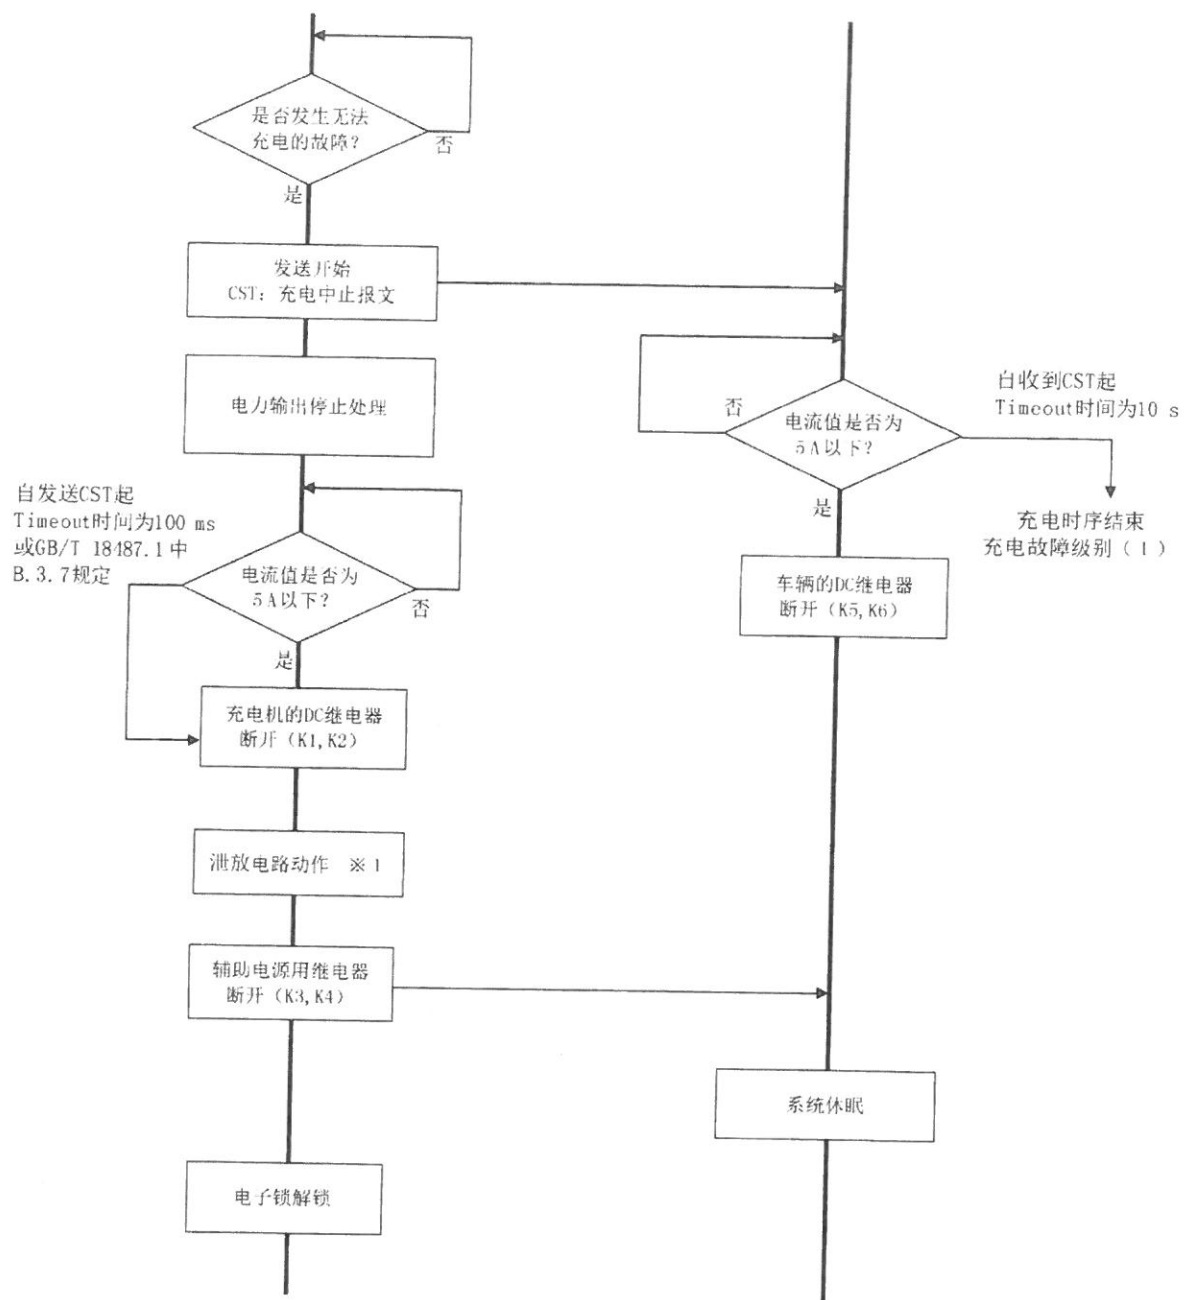 是否发生无法
充电的故障?
否
是
发送开始
CST: 充电中止报文
电力输出停止处理
自收到CST起
Timeout时间为10 s
否
电流值是否为
5A以下?
是
充电时序结束
充电故障级别(1)
自发送CST起
Timeout时间为100 ms
或GB/T 18487.1中
B.3.7规定
电流值是否为
5A以下?
否
是
车辆的DC继电器
断开(K5,K6)
充电机的DC继电器
断开(K1,K2)
泄放电路动作 ※1
辅助电源用继电器
断开(K3,K4)
系统休眠
电子锁解锁